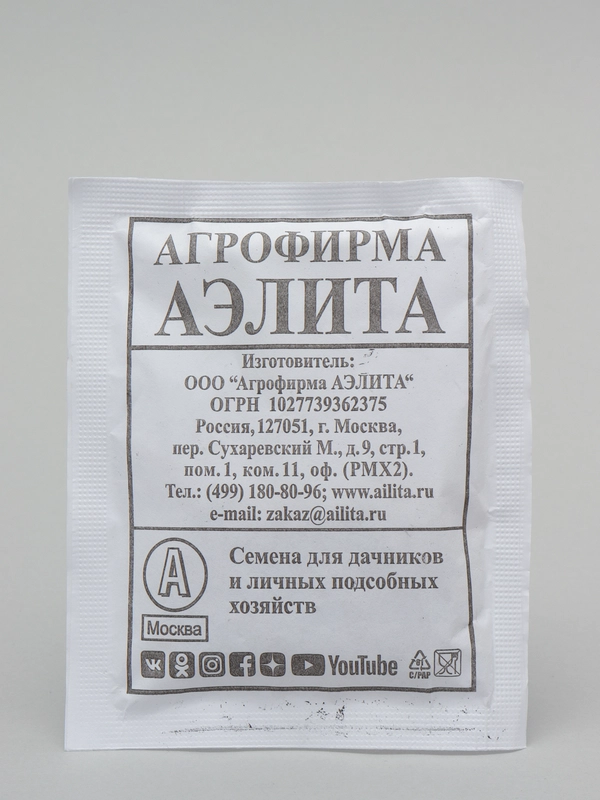 АГРОФИРМА
АЭЛИТА
Изготовитель:
ООО “Агрофирма АЭЛИТА“
ОГРН 1027739362375
Россия, 127051, г. Москва,
пер. Сухаревский М., д. 9, стр. 1,
пом. 1, ком. 11, оф. (РМХ2).
Тел.: (499) 180-80-96; www.ailita.ru
e-mail: zakaz@ailita.ru
А
Семена для дачников
и личных подсобных
хозяйств
Москва
YouTube
81
C/PAP